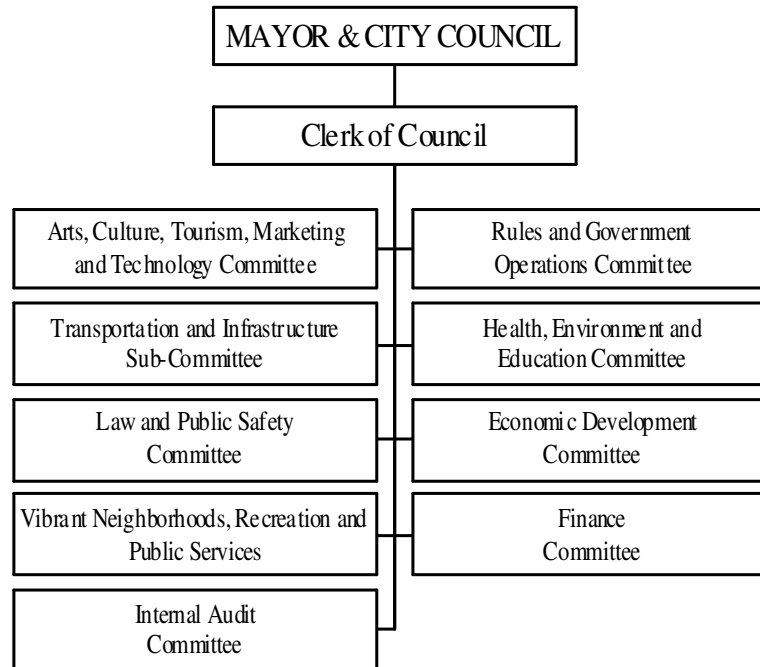 MAYOR & CITY COUNCIL
Clerk of Council
Arts, Culture, Tourism, Marketing
and Technology Committee
Rules and Government
Operations Committee
Transportation and Infrastructure
Sub-Committee
Health, Environment and
Education Committee
Law and Public Safety
Committee
Economic Development
Committee
Vibrant Neighborhoods, Recreation and
Public Services
Finance
Committee
Internal Audit
Committee